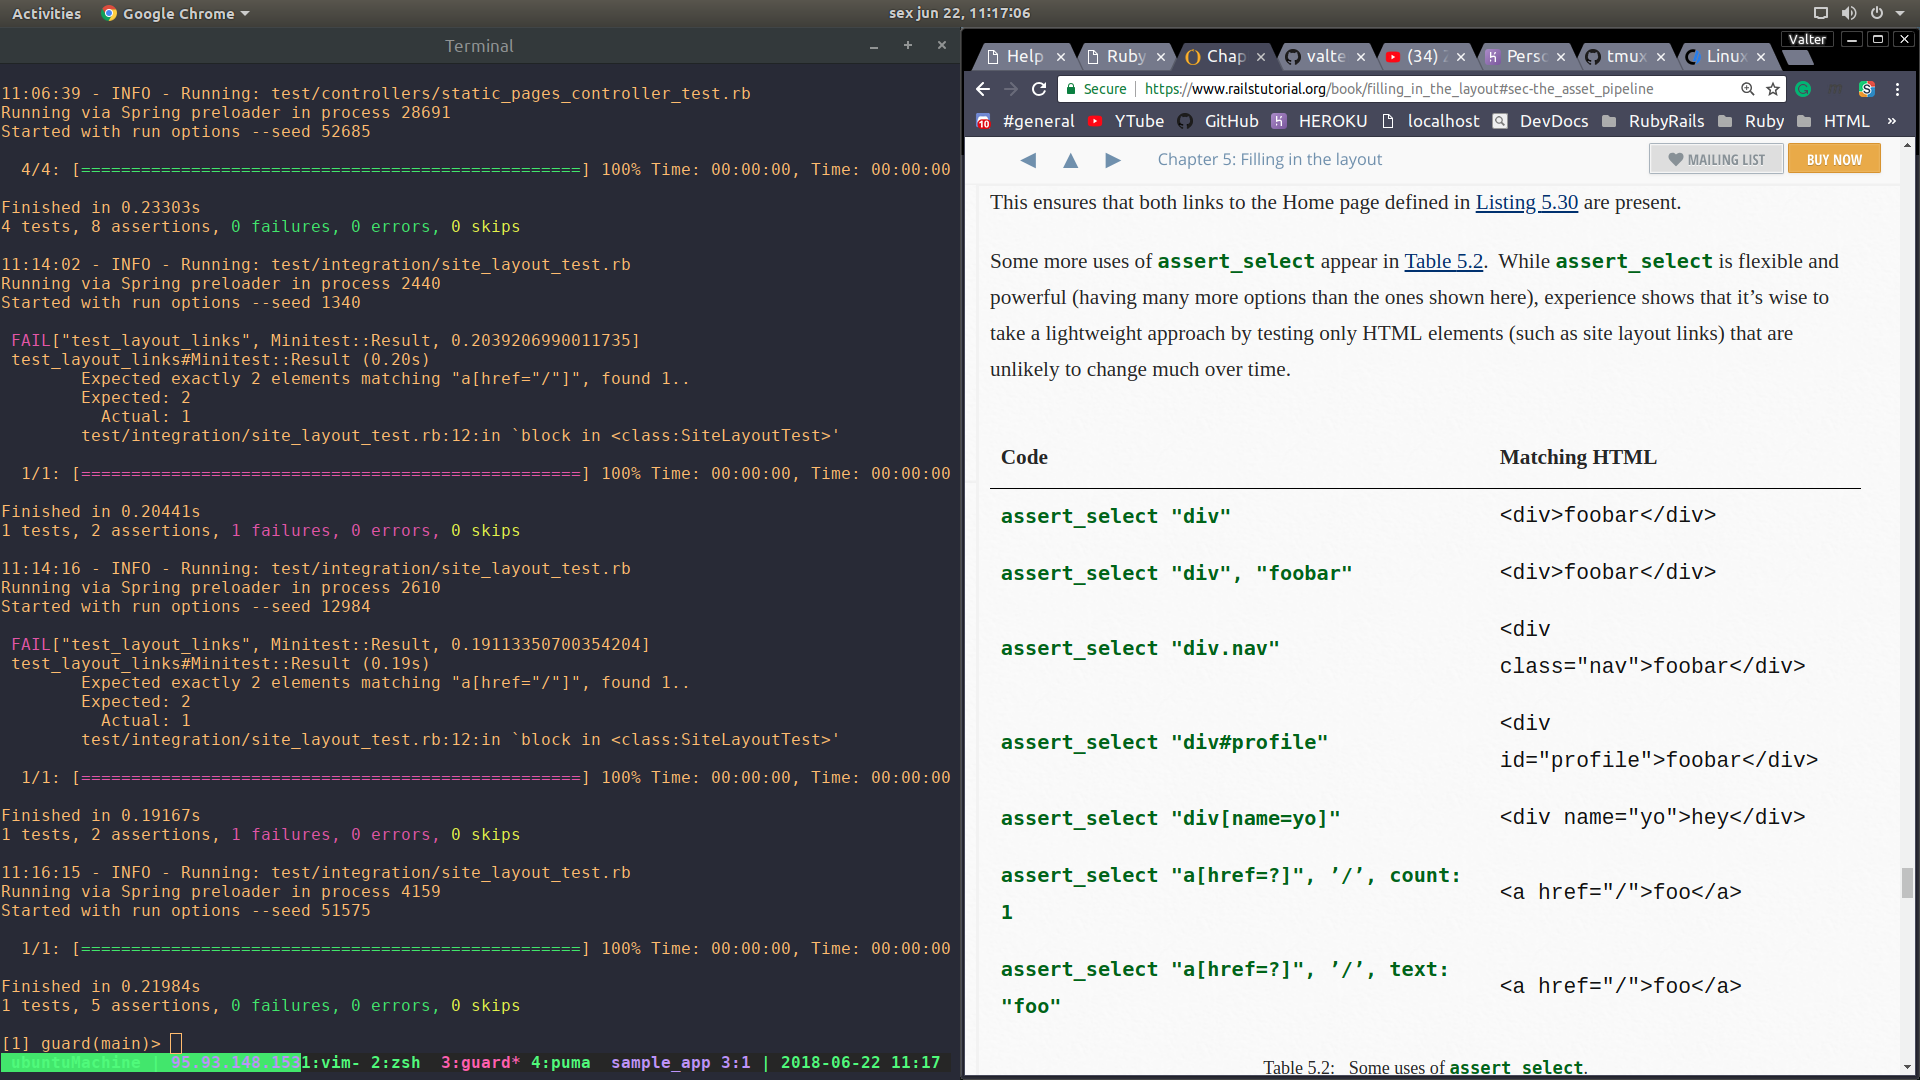 Activities Google Chrome sex jun 22, 11:17:06
Terminal
11:06:39 - INFO - Running: test/controllers/static_pages_controller_test.rb
Running via Spring preloader in process 28691
Started with run options --seed 52685
4/4: [==================================================] 100% Time: 00:00:00, Time: 00:00:00
Finished in 0.23303s
4 tests, 8 assertions, 0 failures, 0 errors, 0 skips
11:14:02 - INFO - Running: test/integration/site_layout_test.rb
Running via Spring preloader in process 2440
Started with run options --seed 1340
FAIL["test_layout_links", Minitest::Result, 0.2039206990011735]
test_layout_links#Minitest::Result (0.20s)
Expected exactly 2 elements matching "a[href="/"]", found 1..
Expected: 2
Actual: 1
test/integration/site_layout_test.rb:12:in `block in <class:SiteLayoutTest>'
1/1: [==================================================] 100% Time: 00:00:00, Time: 00:00:00
Finished in 0.20441s
1 tests, 2 assertions, 1 failures, 0 errors, 0 skips
11:14:16 - INFO - Running: test/integration/site_layout_test.rb
Running via Spring preloader in process 2610
Started with run options --seed 12984
FAIL["test_layout_links", Minitest::Result, 0.19113350700354204]
test_layout_links#Minitest::Result (0.19s)
Expected exactly 2 elements matching "a[href="/"]", found 1..
Expected: 2
Actual: 1
test/integration/site_layout_test.rb:12:in `block in <class:SiteLayoutTest>'
1/1: [==================================================] 100% Time: 00:00:00, Time: 00:00:00
Finished in 0.19167s
1 tests, 2 assertions, 1 failures, 0 errors, 0 skips
11:16:15 - INFO - Running: test/integration/site_layout_test.rb
Running via Spring preloader in process 4159
Started with run options --seed 51575
1/1: [==================================================] 100% Time: 00:00:00, Time: 00:00:00
Finished in 0.21984s
1 tests, 5 assertions, 0 failures, 0 errors, 0 skips
[1] guard(main)>
ubuntuMachine | 1:vim- 2:zsh 3:guard* 4:puma sample_app 3:1 | 2018-06-22 11:17
Valter
Help Ruby Chap valte (34) Perso tmux Linux
Secure https://www.railstutorial.org/book/filling_in_the_layout#sec-the_asset_pipeline
10 #general YTube GitHub HEROKU localhost DevDocs RubyRails Ruby HTML »
Chapter 5: Filling in the layout MAILING LIST BUY NOW
This ensures that both links to the Home page defined in Listing 5.30 are present.
Some more uses of assert_select appear in Table 5.2. While assert_select is flexible and
powerful (having many more options than the ones shown here), experience shows that it’s wise to
take a lightweight approach by testing only HTML elements (such as site layout links) that are
unlikely to change much over time.
Code Matching HTML
assert_select "div" <div>foobar</div>
assert_select "div", "foobar" <div>foobar</div>
<div
assert_select "div.nav"
class="nav">foobar</div>
<div
assert_select "div#profile"
id="profile">foobar</div>
assert_select "div[name=yo]" <div name="yo">hey</div>
assert_select "a[href=?]", ’/’, count:
<a href="/">foo</a>
1
assert_select "a[href=?]", ’/’, text:
<a href="/">foo</a>
"foo"
Table 5.2: Some uses of assert_select.